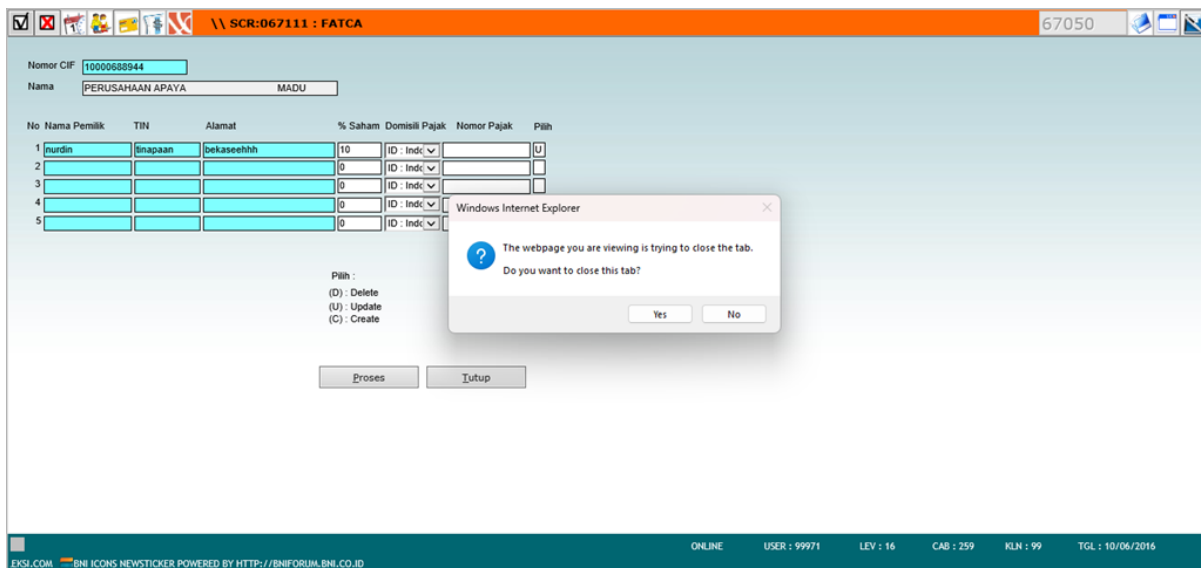 \\ SCR:067111 : FATCA
67050
Nomor CIF 10000688944
Nama PERUSAHAAN APAYA MADU
No Nama Pemilik TIN Alamat % Saham Domisili Pajak Nomor Pajak Pilih
1 nurdin tinapaan bekaseehhh 10 ID : Indo U
2 0 ID : Indo
3 0 ID : Indo
4 0 ID : Indo
5 0 ID : Indo
Windows Internet Explorer
The webpage you are viewing is trying to close the tab.
Do you want to close this tab?
Yes No
Pilih :
(D) : Delete
(U) : Update
(C) : Create
Proses Tutup
ONLINE USER : 99971 LEV : 16 CAB : 259 KLN : 99 TGL : 10/06/2016
EKSI.COM BNI ICONS NEWSTICKER POWERED BY HTTP://BNIFORUM.BNI.CO.ID